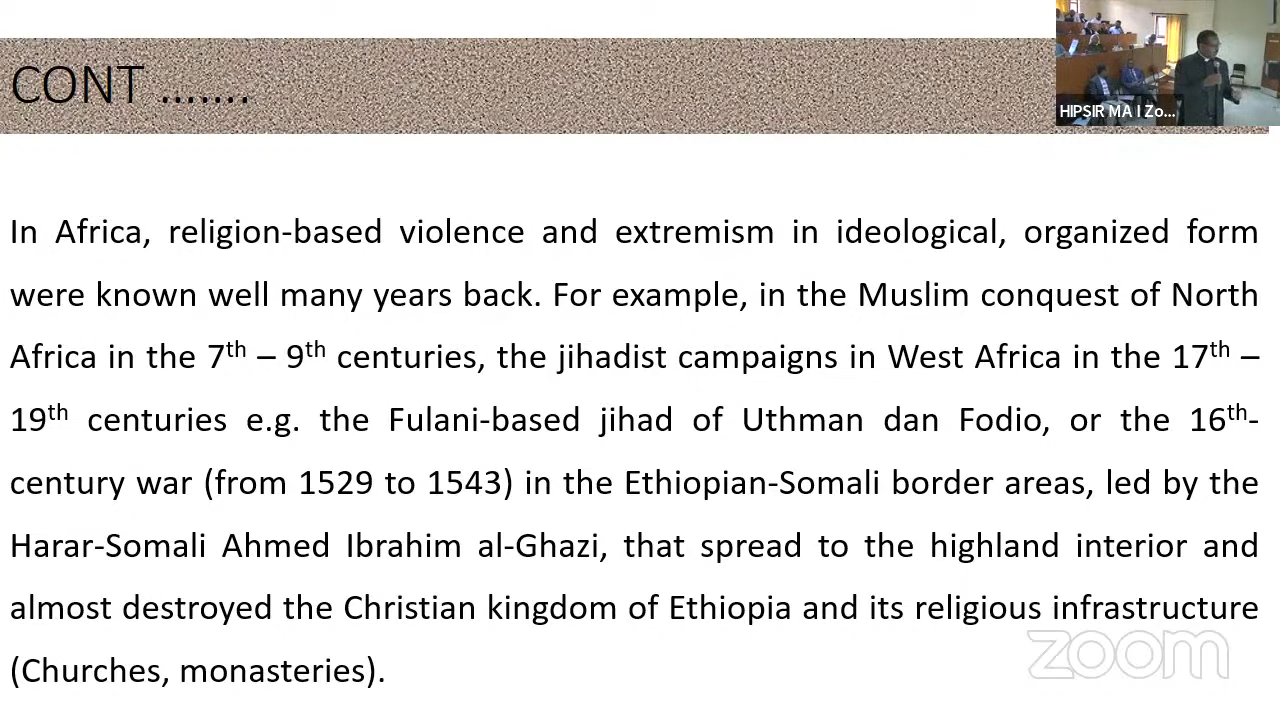 CONT .......
HIPSIR MA I Zo...
In Africa, religion-based violence and extremism in ideological, organized form
were known well many years back. For example, in the Muslim conquest of North
Africa in the 7th – 9th centuries, the jihadist campaigns in West Africa in the 17th –
19th centuries e.g. the Fulani-based jihad of Uthman dan Fodio, or the 16th-
century war (from 1529 to 1543) in the Ethiopian-Somali border areas, led by the
Harar-Somali Ahmed Ibrahim al-Ghazi, that spread to the highland interior and
almost destroyed the Christian kingdom of Ethiopia and its religious infrastructure
(Churches, monasteries).
zoom